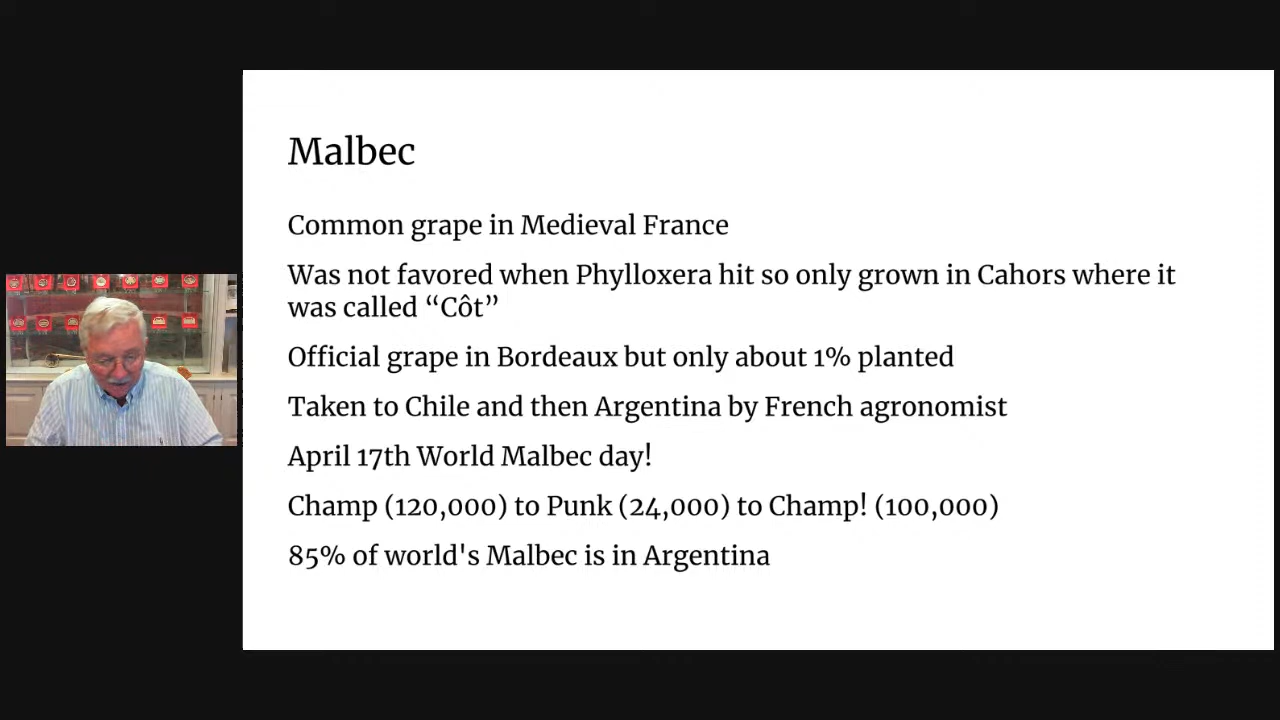 Malbec
Common grape in Medieval France
Was not favored when Phylloxera hit so only grown in Cahors where it
was called “Côt”
Official grape in Bordeaux but only about 1% planted
Taken to Chile and then Argentina by French agronomist
April 17th World Malbec day!
Champ (120,000) to Punk (24,000) to Champ! (100,000)
85% of world's Malbec is in Argentina